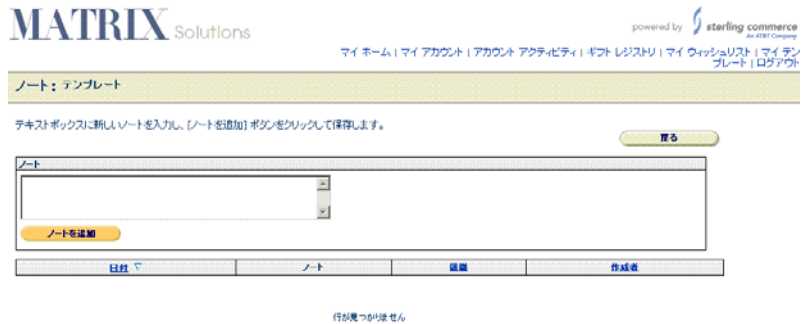 MATRIX Solutions
powered by sterling commerce
An AT&T Company
マイ ホーム | マイ アカウント | アカウント アクティビティ | ギフト レジストリ | マイ ウィッシュリスト | マイ テン
プレート | ログアウト
ノート: テンプレート
テキストボックスに新しいノートを入力し、[ノートを追加] ボタンをクリックして保存します。
戻る
ノート
ノートを追加
日付 ノート 組織 作成者
行が見つかりません